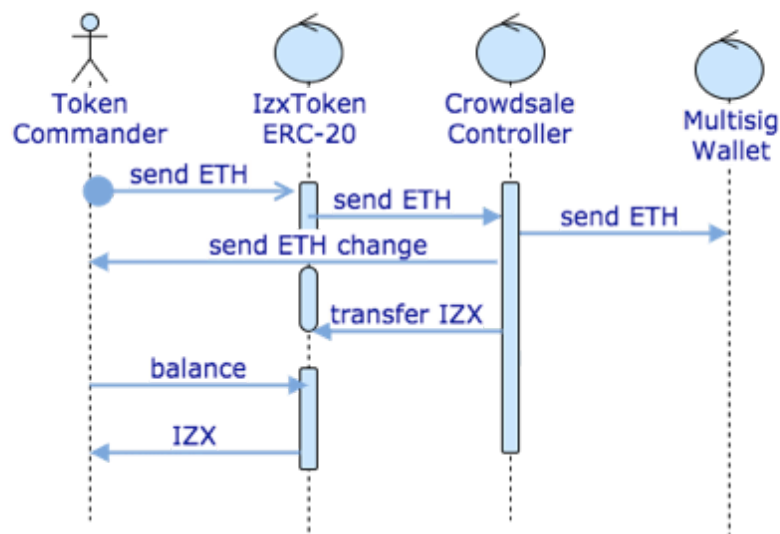 Token
Commander
IzxToken
ERC-20
Crowdsale
Controller
Multisig
Wallet
send ETH
send ETH
send ETH
send ETH change
transfer IZX
balance
IZX